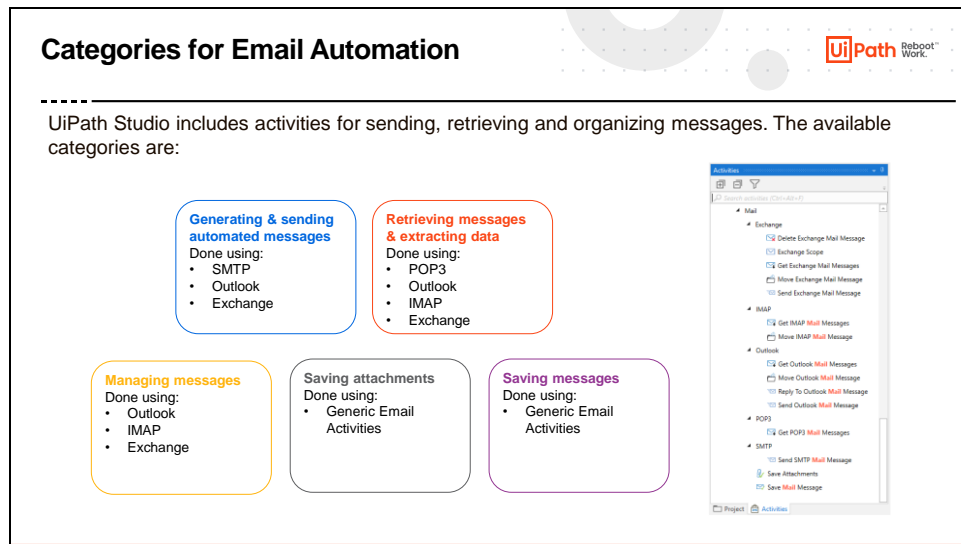 Categories for Email Automation
UiPath Reboot™
Work.
UiPath Studio includes activities for sending, retrieving and organizing messages. The available
categories are:
Generating & sending
automated messages
Done using:
• SMTP
• Outlook
• Exchange
Retrieving messages
& extracting data
Done using:
• POP3
• Outlook
• IMAP
• Exchange
Managing messages
Done using:
• Outlook
• IMAP
• Exchange
Saving attachments
Done using:
• Generic Email
Activities
Saving messages
Done using:
• Generic Email
Activities
Activities
Search activities (Ctrl+Alt+F)
Mail
Exchange
Delete Exchange Mail Message
Exchange Scope
Get Exchange Mail Messages
Move Exchange Mail Message
Send Exchange Mail Message
IMAP
Get IMAP Mail Messages
Move IMAP Mail Message
Outlook
Get Outlook Mail Messages
Move Outlook Mail Message
Reply To Outlook Mail Message
Send Outlook Mail Message
POP3
Get POP3 Mail Messages
SMTP
Send SMTP Mail Message
Save Attachments
Save Mail Message
Project Activities